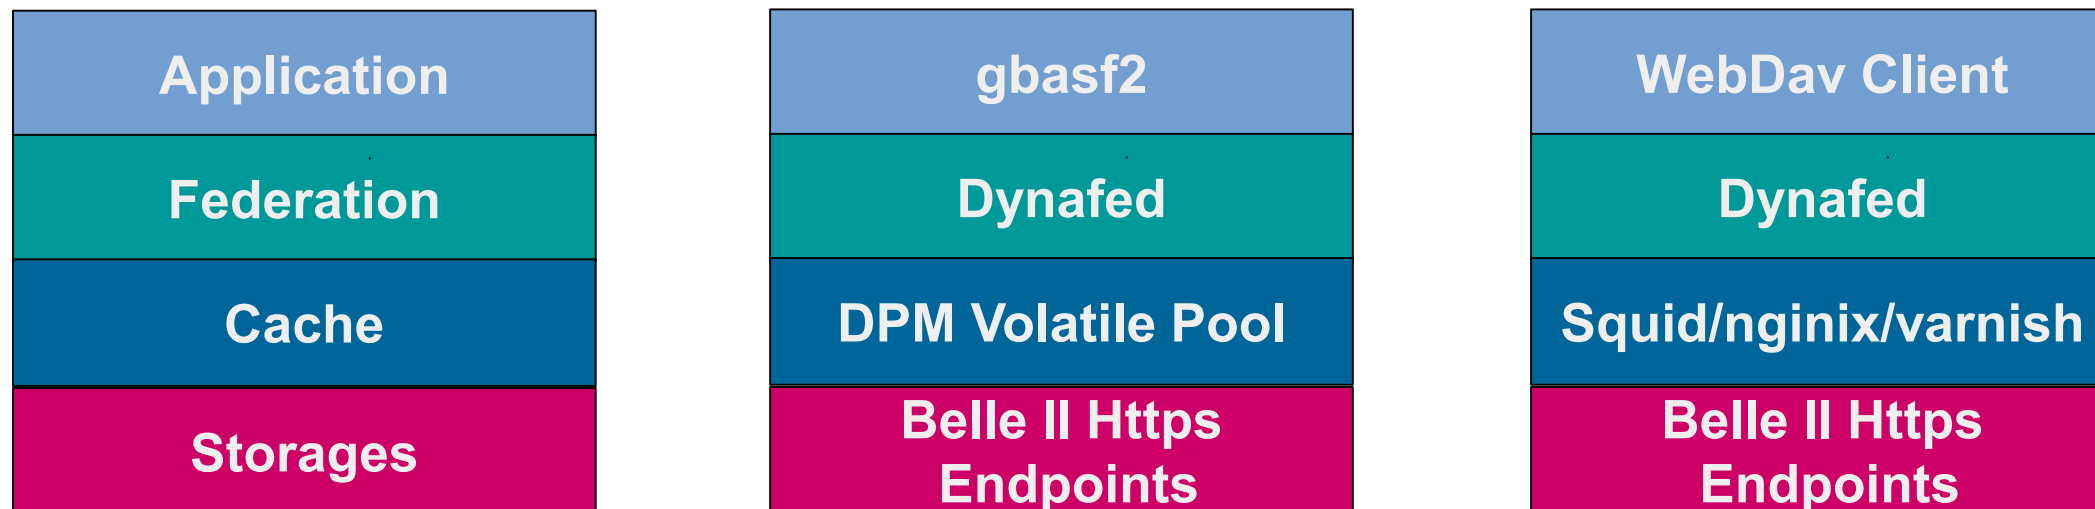 Application
Federation
Cache
Storages
gbasf2
Dynafed
DPM Volatile Pool
Belle II Https
Endpoints
WebDav Client
Dynafed
Squid/nginix/varnish
Belle II Https
Endpoints